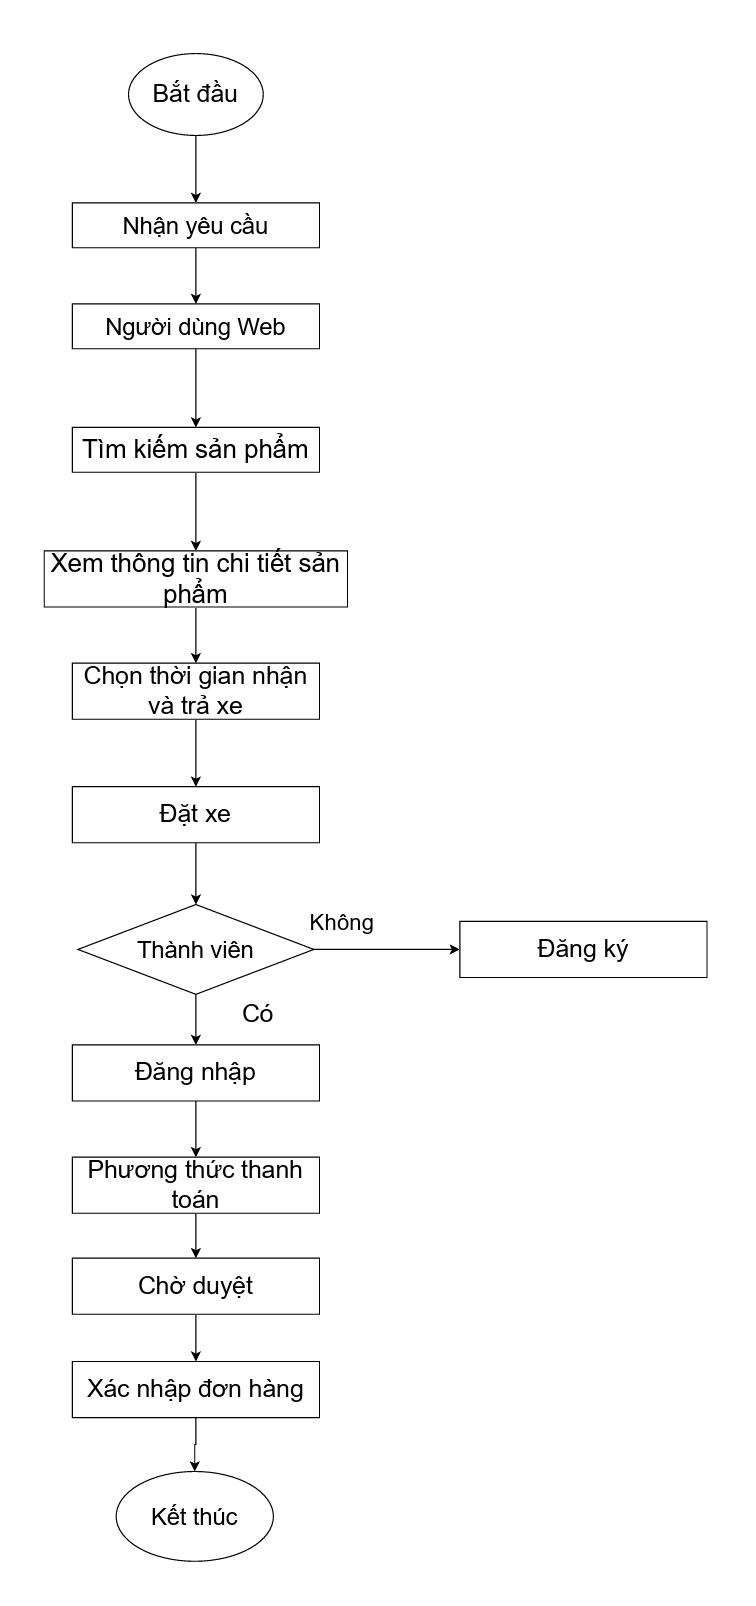 Bắt đầu
Nhận yêu cầu
Người dùng Web
Tìm kiếm sản phẩm
Xem thông tin chi tiết sản
phẩm
Chọn thời gian nhận
và trả xe
Đặt xe
Thành viên
Không
Đăng ký
Có
Đăng nhập
Phương thức thanh
toán
Chờ duyệt
Xác nhập đơn hàng
Kết thúc